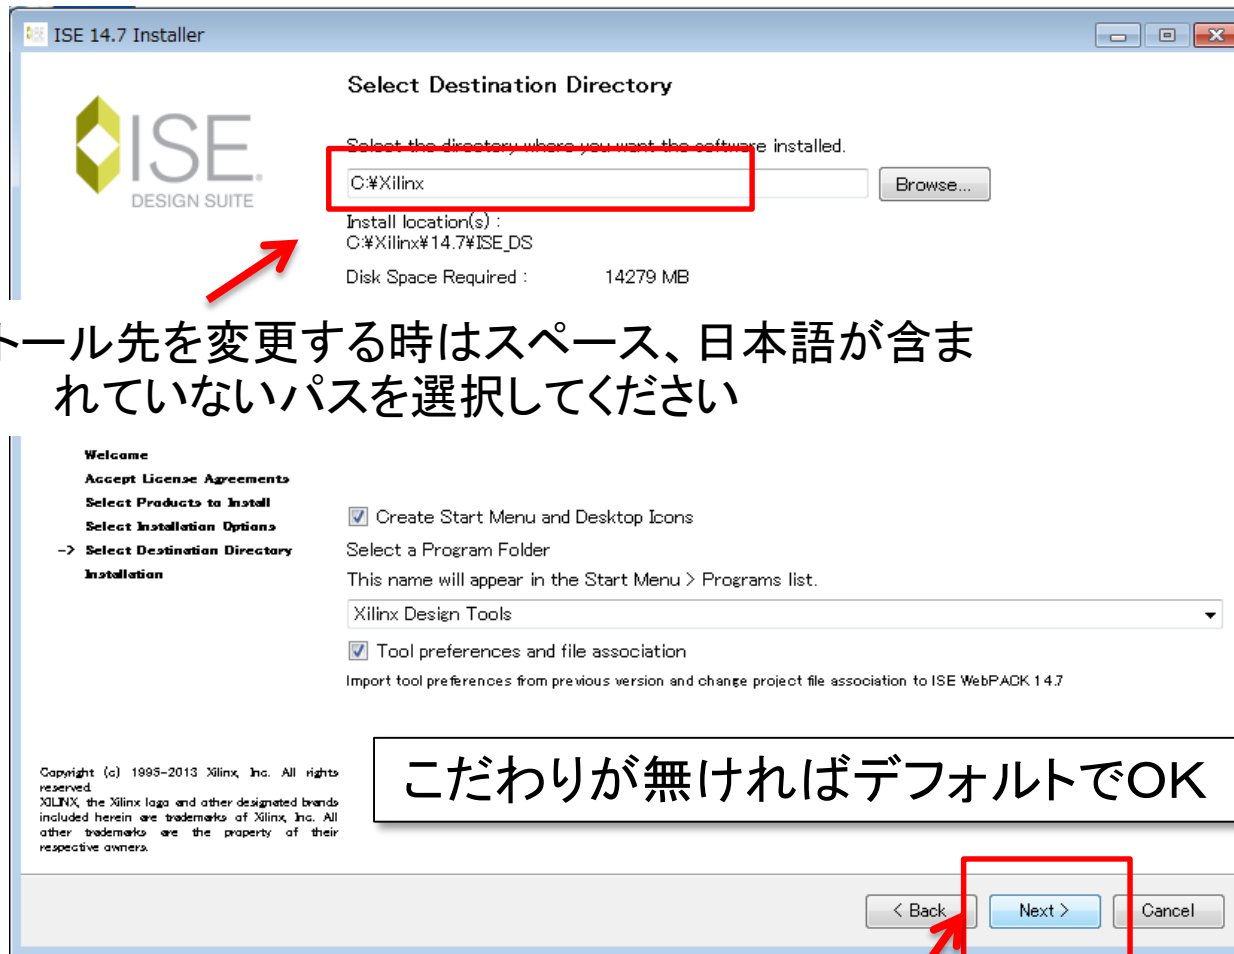 ISE 14.7 Installer
Select Destination Directory
ISE
DESIGN SUITE
Select the directory where you want the software installed.
C:¥Xilinx
Browse...
Install location(s) :
C:¥Xilinx¥14.7¥ISE_DS
Disk Space Required : 14279 MB
トール先を変更する時はスペース、日本語が含ま
れていないパスを選択してください
Welcome
Accept License Agreements
Select Products to Install
Select Installation Options
-> Select Destination Directory
Installation
Create Start Menu and Desktop Icons
Select a Program Folder
This name will appear in the Start Menu > Programs list.
Xilinx Design Tools
Tool preferences and file association
Import tool preferences from previous version and change project file association to ISE WebPACK 14.7
こだわりが無ければデフォルトでOK
Copyright (c) 1995-2013 Xilinx, Inc. All rights
reserved.
XILINX, the Xilinx logo and other designated brands
included herein are trademarks of Xilinx, Inc. All
other trademarks are the property of their
respective owners.
< Back
Next >
Cancel